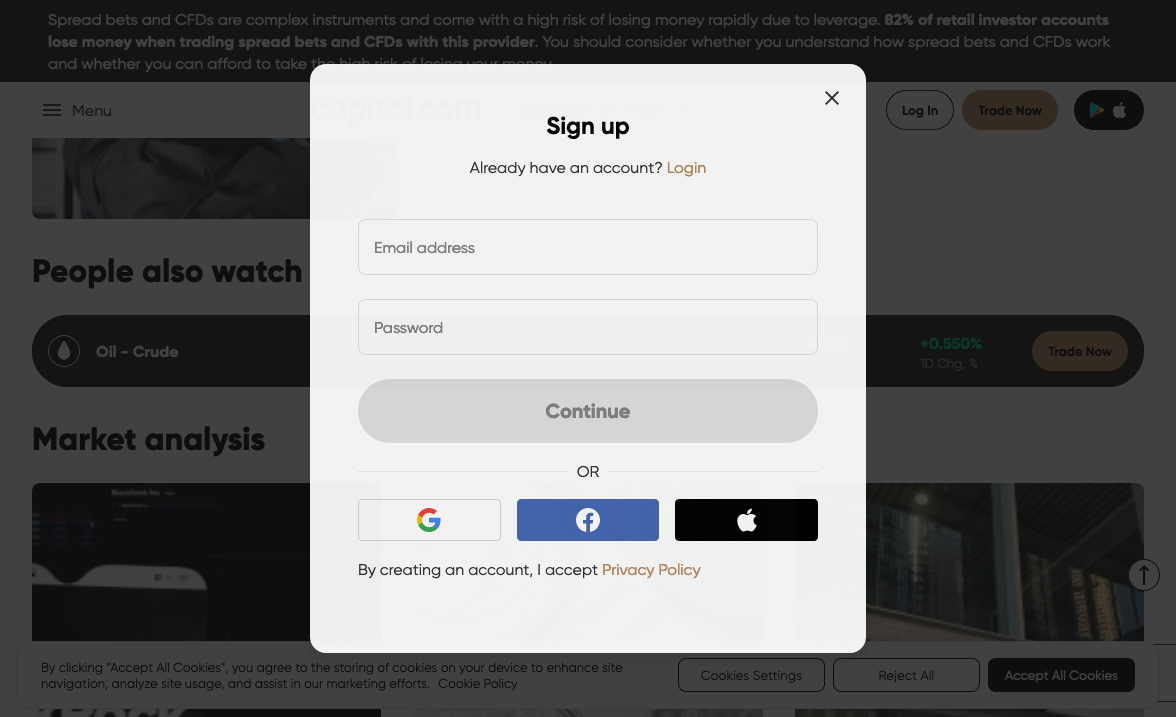 Spread bets and CFDs are complex instruments and come with a high risk of losing money rapidly due to leverage. 82% of retail investor accounts
lose money when trading spread bets and CFDs with this provider. You should consider whether you understand how spread bets and CFDs work
and whether you can afford to take the high risk of losing your money.
Menu
capital.com
Log In
Trade Now
Sign up
Already have an account? Login
Email address
People also watch
Password
Oil - Crude
+0.550%
1D Chg, %
Trade Now
Continue
Market analysis
OR
By creating an account, I accept Privacy Policy
By clicking “Accept All Cookies”, you agree to the storing of cookies on your device to enhance site
navigation, analyze site usage, and assist in our marketing efforts. Cookie Policy
Cookies Settings
Reject All
Accept All Cookies